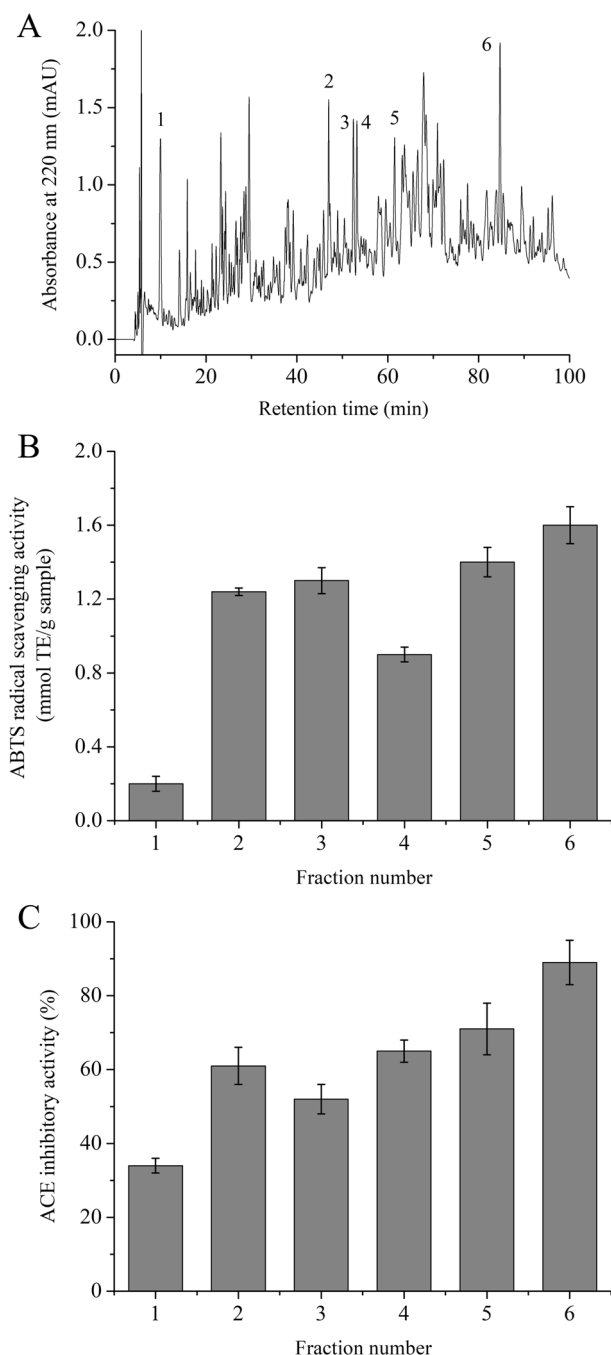 A
Absorbance at 220 nm (mAU)
2.0
1.5
1.0
0.5
0.0
1
2
3
4
5
6
0 20 40 60 80 100
Retention time (min)
B
ABTS radical scavenging activity
(mmol TE/g sample)
2.0
1.6
1.2
0.8
0.4
0.0
1 2 3 4 5 6
Fraction number
C
ACE inhibitory activity (%)
100
80
60
40
20
0
1 2 3 4 5 6
Fraction number